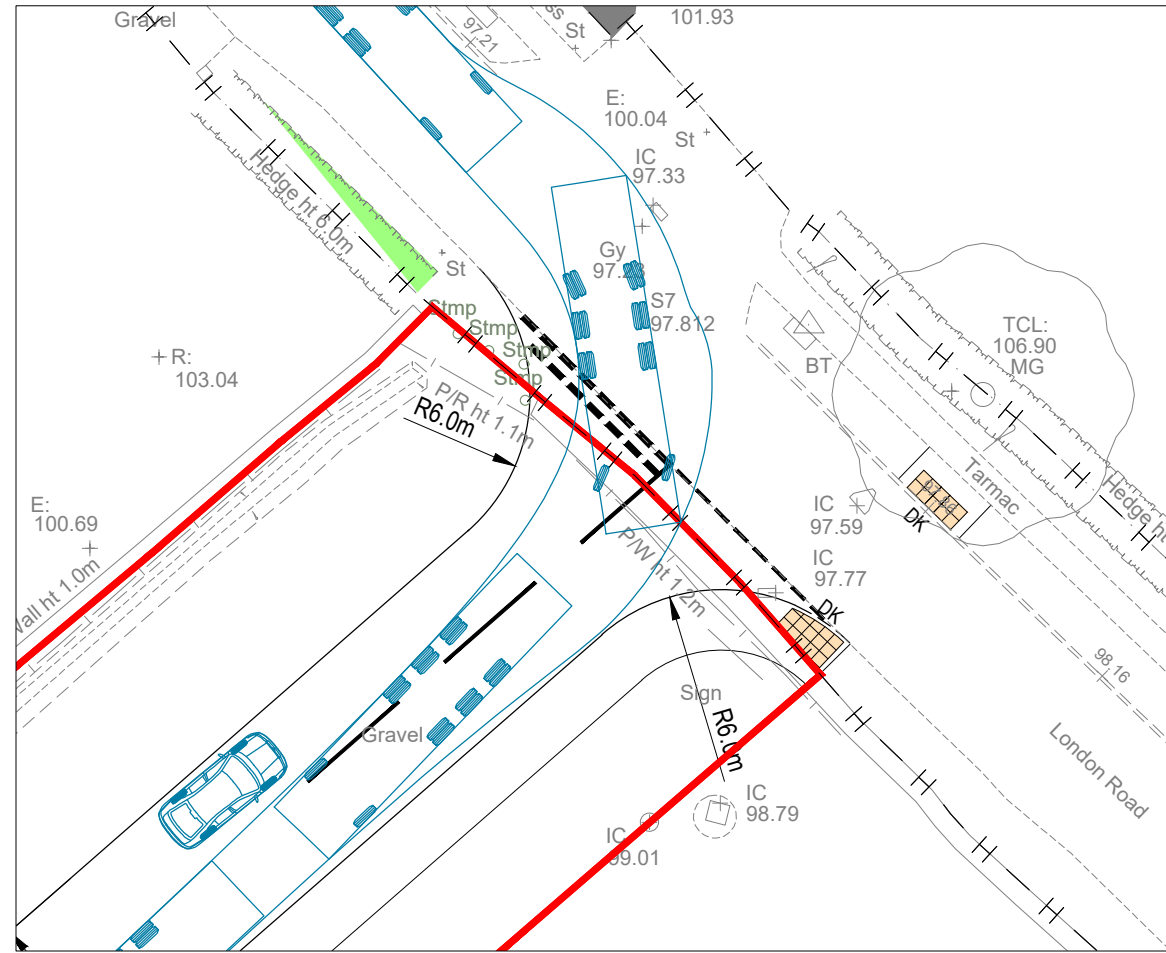 Gravel
ss
St
101.93
97.21
E:
100.04
St
IC
97.33
Hedge ht 6.0m
St
Gy
S7
97.812
Stmp
Stmp
Stmp
Stmp
R:
103.04
P/R ht 1.1m
R6.0m
BT
TCL:
106.90
MG
Tarmac
DK
Hedge ht
IC
97.59
IC
97.77
DK
E:
100.69
Wall ht 1.0m
P/W ht 1.2m
98.16
Sign
R6.0m
Gravel
London Road
IC
98.79
IC
99.01